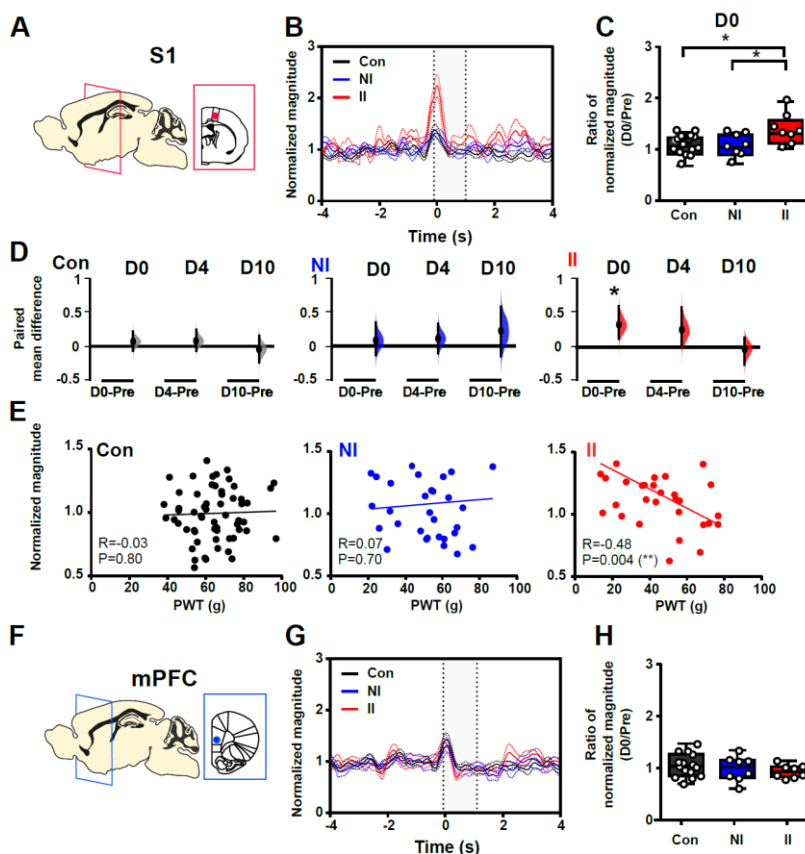 A
S1
B
Normalized magnitude
3
2
1
0
Con
NI
II
-4 -2 0 2 4
Time (s)
C
D0
* *
Ratio of
normalized magnitude
(D0/Pre)
3
2
1
0
Con NI II
D
Con D0 D4 D10
Paired
mean difference
1
0.5
0
-0.5
D0-Pre D4-Pre D10-Pre
NI D0 D4 D10
1
0.5
0
-0.5
D0-Pre D4-Pre D10-Pre
II D0 D4 D10
*
1
0.5
0
-0.5
D0-Pre D4-Pre D10-Pre
E
Con
Normalized magnitude
1.5
1.0
0.5
R=-0.03
P=0.80
0 20 40 60 80 100
PWT (g)
NI
1.5
1.0
0.5
R=0.07
P=0.70
0 20 40 60 80 100
PWT (g)
II
1.5
1.0
0.5
R=-0.48
P=0.004 (**)
0 20 40 60 80 100
PWT (g)
F
mPFC
G
Normalized magnitude
3
2
1
0
Con
NI
II
-4 -2 0 2 4
Time (s)
H
Ratio of
normalized magnitude
(D0/Pre)
3
2
1
0
Con NI II